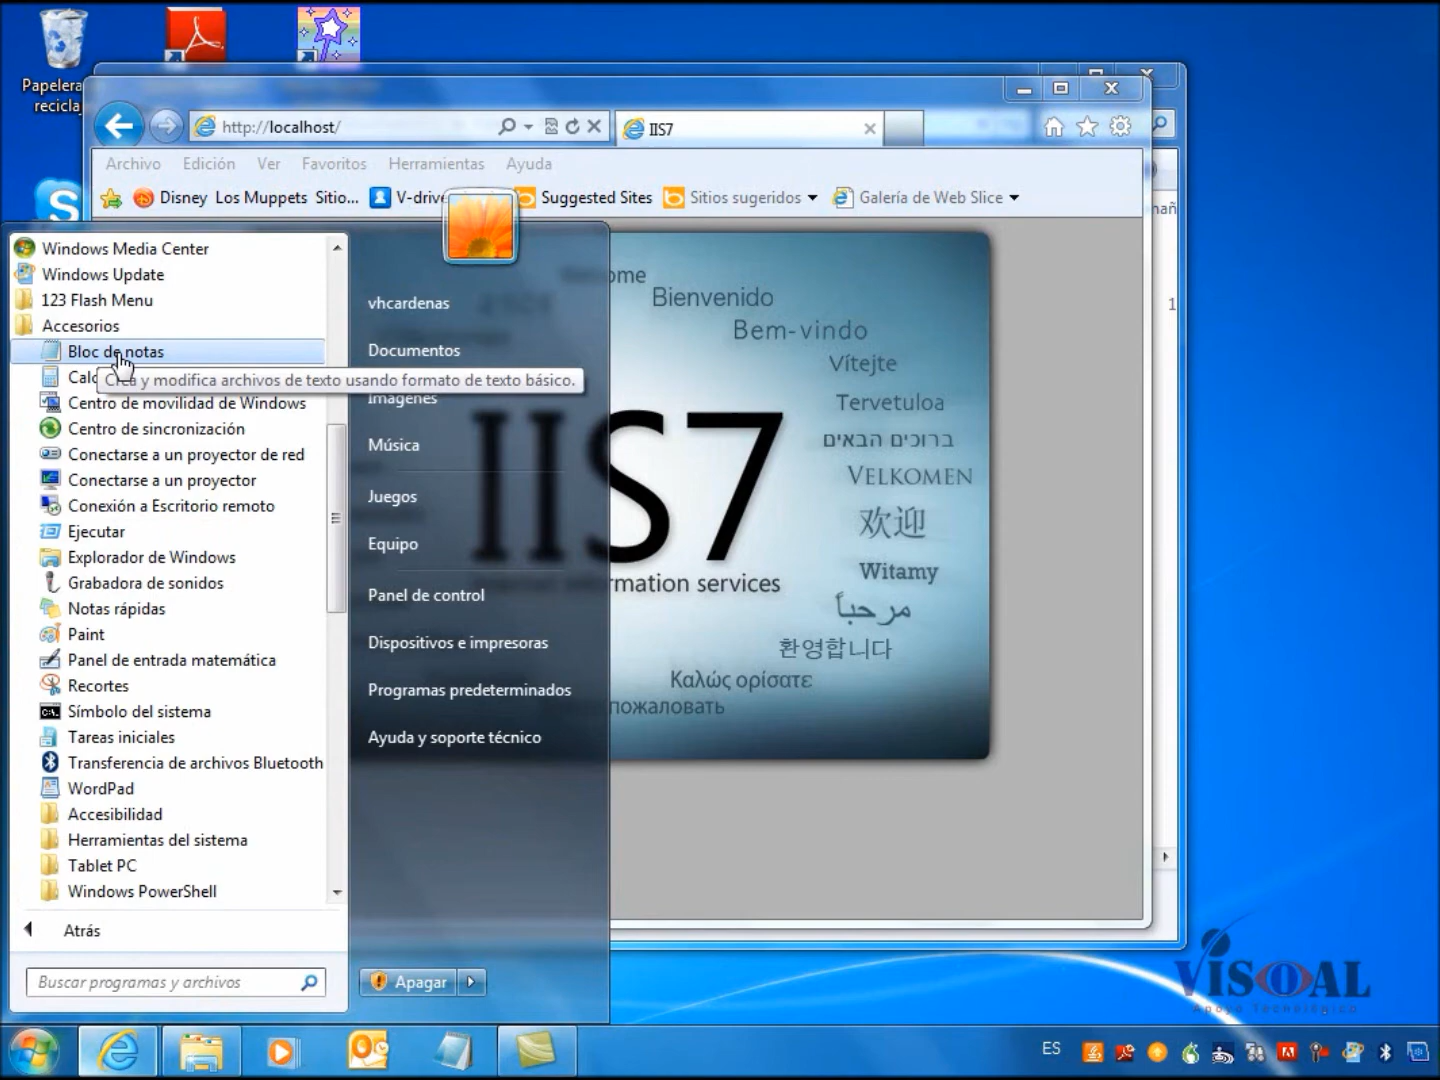 Papelera
recicla
http://localhost/
IIS7
Archivo Edición Ver Favoritos Herramientas Ayuda
Disney Los Muppets Sitio... V-drive Suggested Sites Sitios sugeridos Galería de Web Slice
Windows Media Center
Windows Update
123 Flash Menu
Accesorios
Bloc de notas
Calc
Crea y modifica archivos de texto usando formato de texto básico.
Centro de movilidad de Windows
Centro de sincronización
Conectarse a un proyector de red
Conectarse a un proyector
Conexión a Escritorio remoto
Ejecutar
Explorador de Windows
Grabadora de sonidos
Notas rápidas
Paint
Panel de entrada matemática
Recortes
Símbolo del sistema
Tareas iniciales
Transferencia de archivos Bluetooth
WordPad
Accesibilidad
Herramientas del sistema
Tablet PC
Windows PowerShell
Atrás
Buscar programas y archivos
vhcardenas
Documentos
Imágenes
Música
Juegos
Equipo
Panel de control
Dispositivos e impresoras
Programas predeterminados
Ayuda y soporte técnico
Apagar
Bienvenido
Bem-vindo
Vítejte
Tervetuloa
ברוכים הבאים
VELKOMEN
欢迎
Witamy
مرحباً
환영합니다
Καλώς ορίσατε
пожаловать
IIS7
rmation services
mañ
1
VISOAL
Apoyo Tecnológico
ES